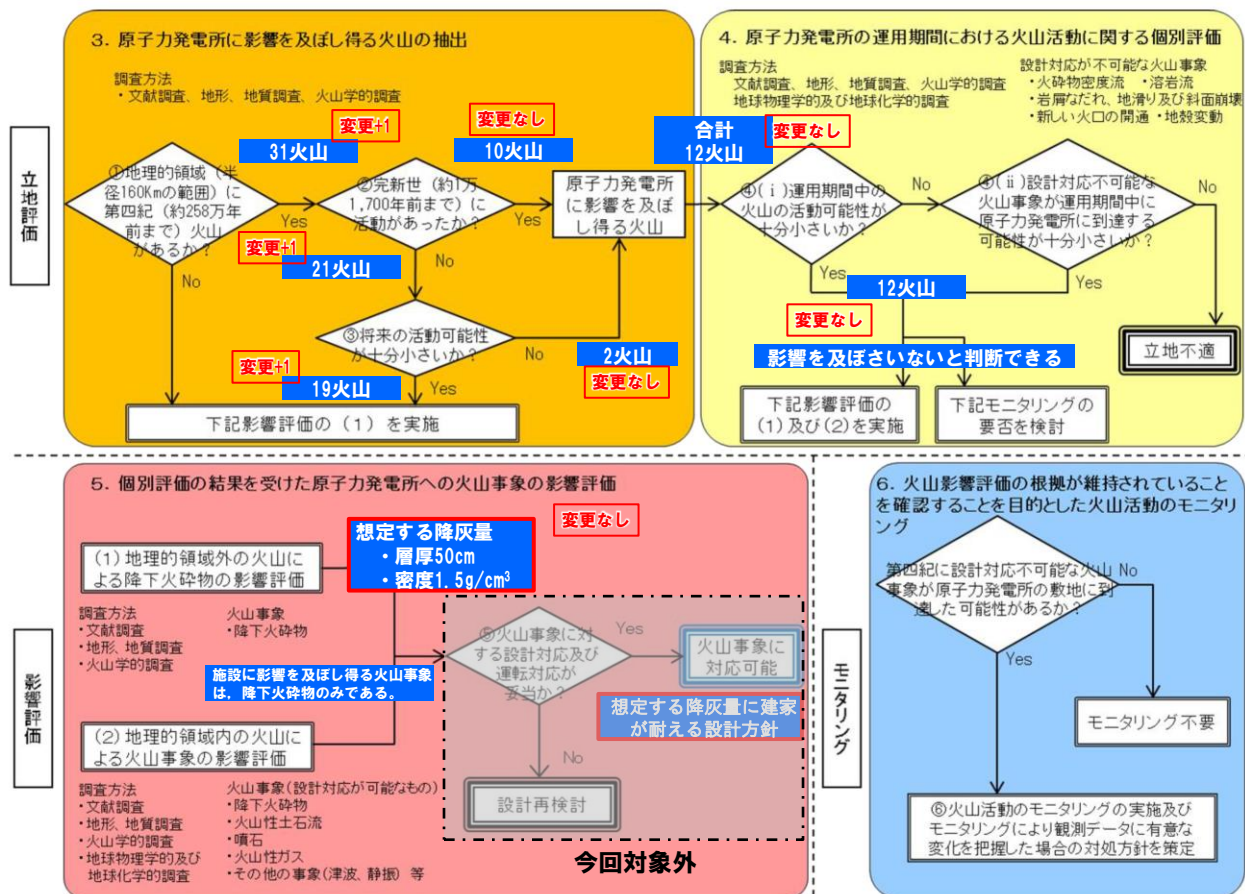 立地評価
3. 原子力発電所に影響を及ぼし得る火山の抽出
調査方法
・文献調査、地形、地質調査、火山学的調査
変更+1
31火山
変更なし
10火山
①地理的領域(半
径160Kmの範囲)に
第四紀(約258万年
前まで)火山
があるか?
Yes
No
②完新世(約1万
1,700年前まで)に
活動があったか?
Yes
No
原子力発電所
に影響を及ぼ
し得る火山
変更+1
21火山
③将来の活動可能性
が十分小さいか?
No
2火山
変更なし
変更+1
19火山
Yes
下記影響評価の(1)を実施
4. 原子力発電所の運用期間における火山活動に関する個別評価
調査方法
文献調査、地形、地質調査、火山学的調査
地球物理学的及び地球化学的調査
設計対応が不可能な火山事象
・火砕物密度流 ・溶岩流
・岩屑なだれ、地滑り及び斜面崩壊
・新しい火口の開通 ・地殻変動
合計
12火山
変更なし
④(ⅰ)運用期間中の
火山の活動可能性が
十分小さいか?
No
Yes
④(ⅱ)設計対応不可能な
火山事象が運用期間中に
原子力発電所に到達する
可能性が十分小さいか?
No
Yes
12火山
変更なし
影響を及ぼさいないと判断できる
立地不適
下記影響評価の
(1)及び(2)を実施
下記モニタリングの
要否を検討
影響評価
5. 個別評価の結果を受けた原子力発電所への火山事象の影響評価
変更なし
(1)地理的領域外の火山に
よる降下火砕物の影響評価
想定する降灰量
・層厚50cm
・密度1.5g/cm³
調査方法
・文献調査
・地形、地質調査
・火山学的調査
火山事象
・降下火砕物
施設に影響を及ぼし得る火山事象
は,降下火砕物のみである。
⑤火山事象に対
する設計対応及び
運転対応が
妥当か?
Yes
火山事象に
対応可能
想定する降灰量に建家
が耐える設計方針
No
設計再検討
今回対象外
(2)地理的領域内の火山に
よる火山事象の影響評価
調査方法
・文献調査
・地形、地質調査
・火山学的調査
・地球物理学的及び
地球化学的調査
火山事象(設計対応が可能なもの)
・降下火砕物
・火山性土石流
・噴石
・火山性ガス
・その他の事象(津波、静振)等
モニタリング
6. 火山影響評価の根拠が維持されていること
を確認することを目的とした火山活動のモニタ
リング
第四紀に設計対応不可能な火山
事象が原子力発電所の敷地に到
達した可能性があるか?
No
Yes
モニタリング不要
⑥火山活動のモニタリングの実施及び
モニタリングにより観測データに有意な
変化を把握した場合の対処方針を策定